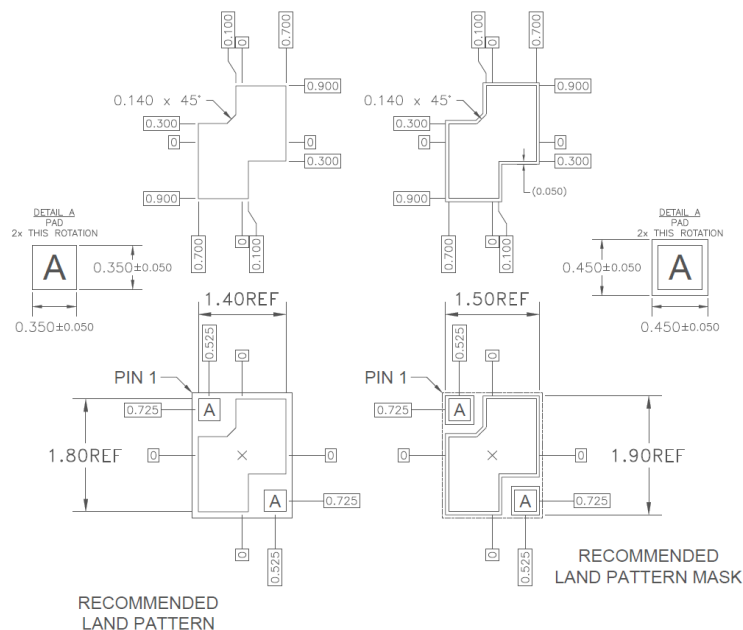 0.100
0
0.700
0.900
0.140 x 45°
0.300
0
0
0.300
0.900
0.700
0
0.100
0.100
0
0.700
0.900
0.140 x 45°
0.300
0
0
0.300
(0.050)
0.900
0.700
0
0.100
DETAIL A
PAD
2x THIS ROTATION
A
0.350±0.050
0.350±0.050
DETAIL A
PAD
2x THIS ROTATION
A
0.450±0.050
0.450±0.050
1.40REF
0.525
0
PIN 1
0.725
A
1.80REF
0
0
A
0.725
0
0.525
RECOMMENDED
LAND PATTERN
1.50REF
0.525
0
PIN 1
0.725
A
0
0
1.90REF
A
0.725
0
0.525
RECOMMENDED
LAND PATTERN MASK